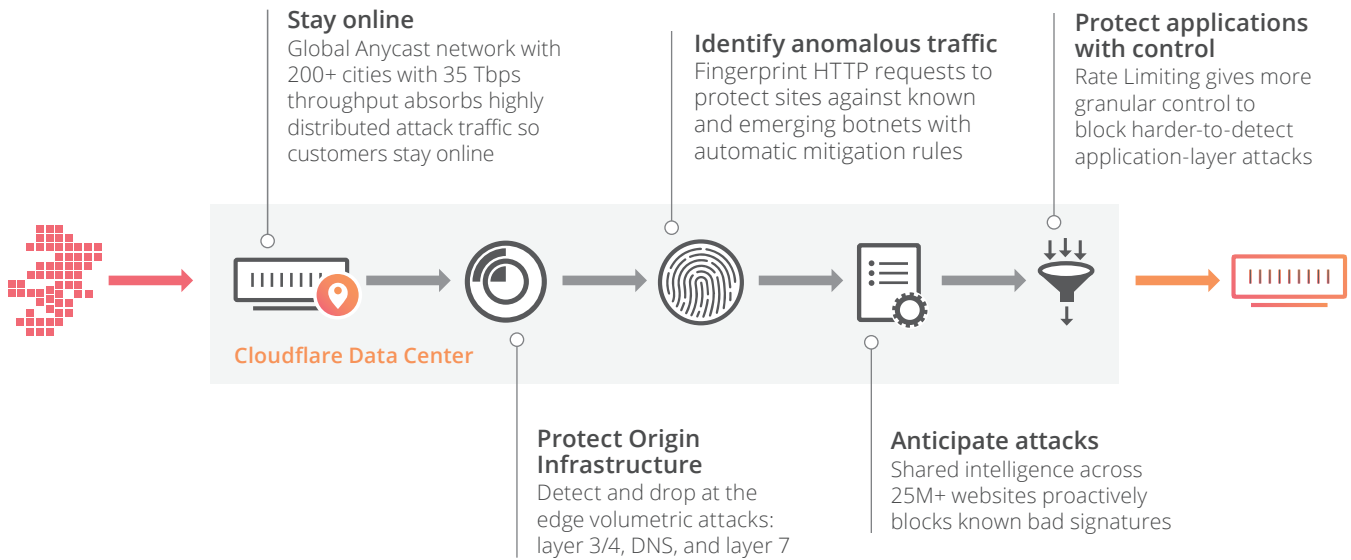 Stay online
Global Anycast network with
200+ cities with 35 Tbps
throughput absorbs highly
distributed attack traffic so
customers stay online
Identify anomalous traffic
Fingerprint HTTP requests to
protect sites against known
and emerging botnets with
automatic mitigation rules
Protect applications
with control
Rate Limiting gives more
granular control to
block harder-to-detect
application-layer attacks
Cloudflare Data Center
Protect Origin
Infrastructure
Detect and drop at the
edge volumetric attacks:
layer 3/4, DNS, and layer 7
Anticipate attacks
Shared intelligence across
25M+ websites proactively
blocks known bad signatures